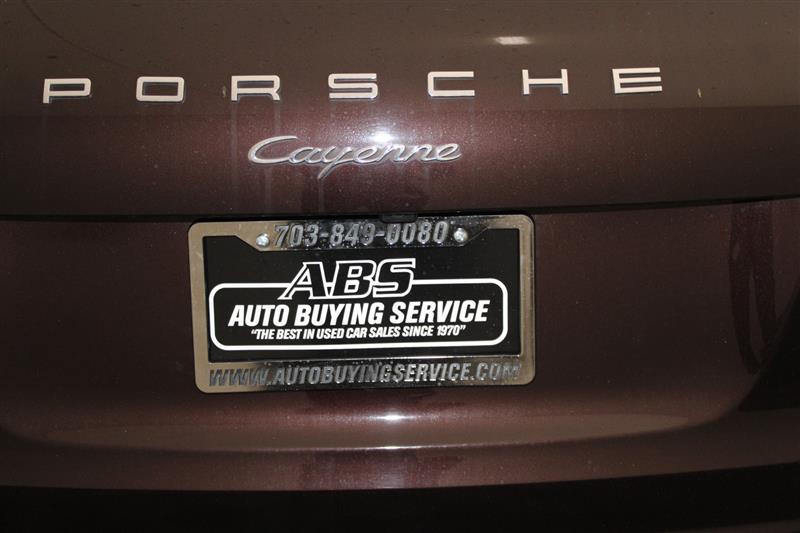 PORSCHE
Cayenne
703-849-0080
ABS
AUTO BUYING SERVICE
"THE BEST IN USED CAR SALES SINCE 1970"
WWW.AUTOBUYINGSERVICE.COM